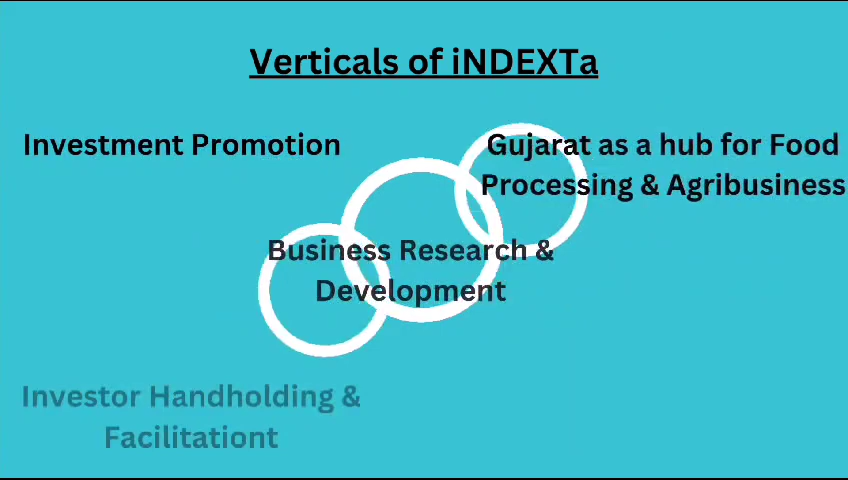 Verticals of iNDEXTa
Investment Promotion
Gujarat as a hub for Food
Processing & Agribusiness
Business Research &
Development
Investor Handholding &
Facilitationt